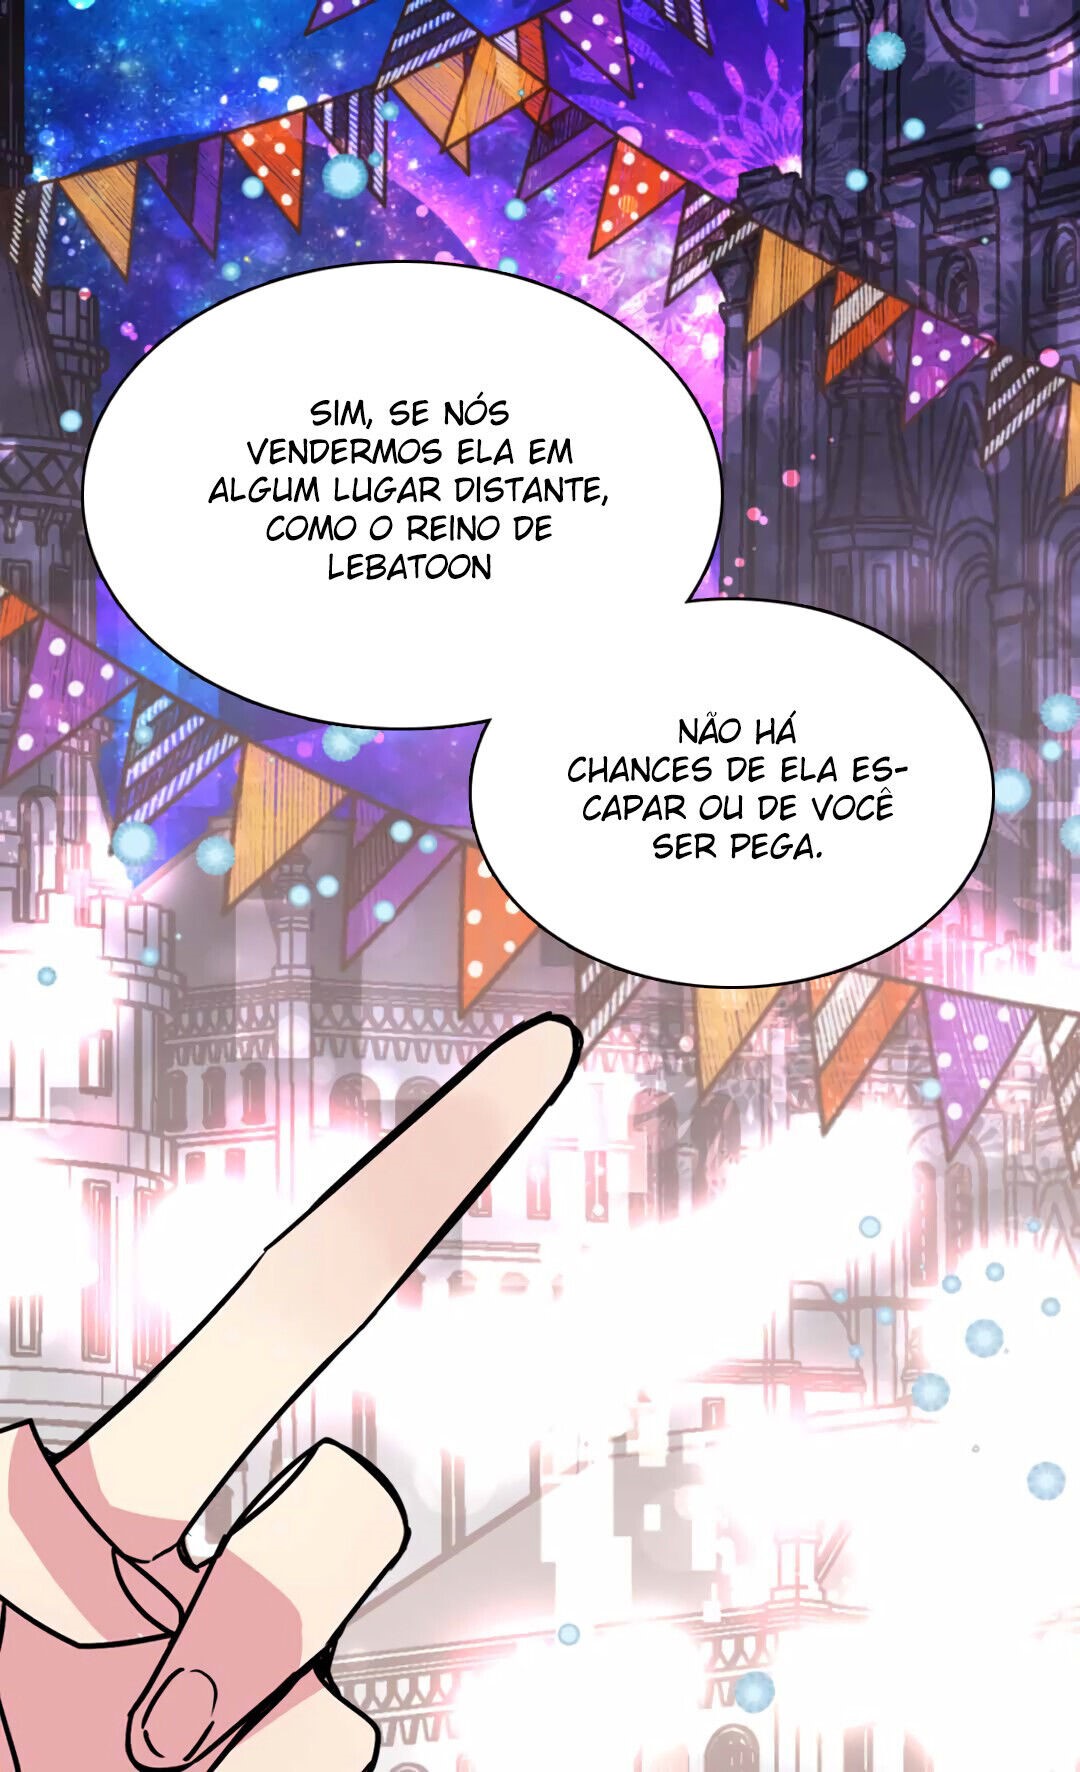 SIM, SE NÓS
VENDERMOS ELA EM
ALGUM LUGAR DISTANTE,
COMO O REINO DE
LEBATOON
NÃO HÁ
CHANCES DE ELA ES-
CAPAR OU DE VOCÊ
SER PEGA.